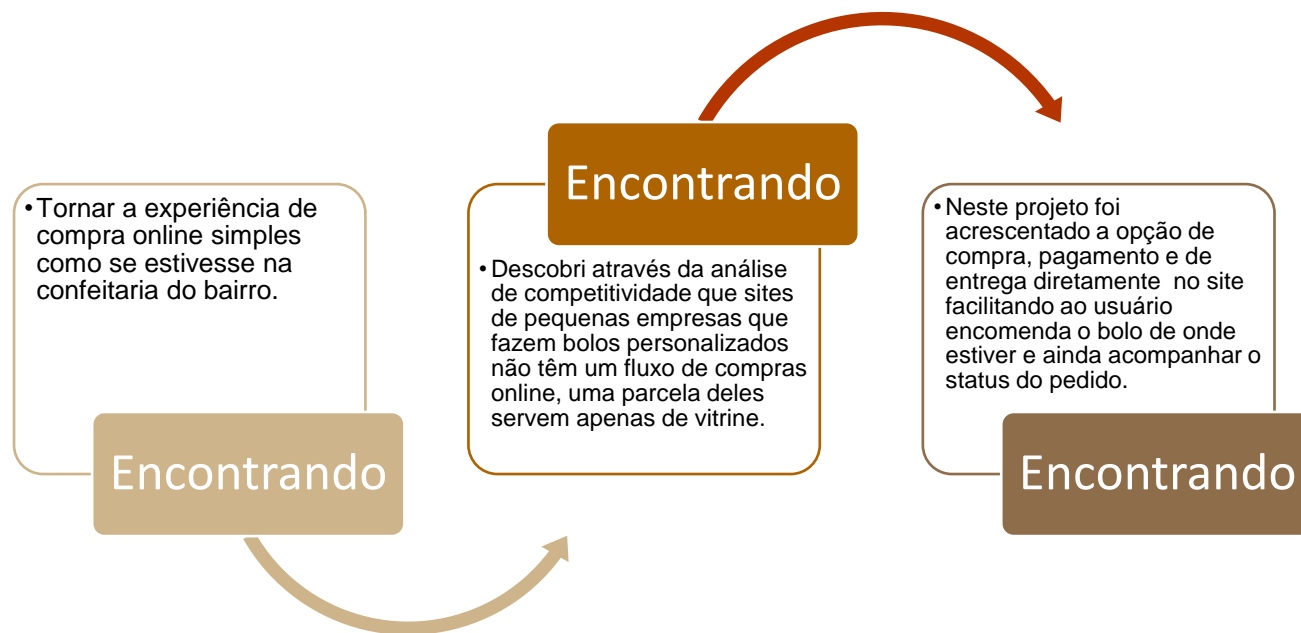 •Tornar a experiência de
compra online simples
como se estivesse na
confeitaria do bairro.
Encontrando
Encontrando
•Descobri através da análise
de competitividade que sites
de pequenas empresas que
fazem bolos personalizados
não têm um fluxo de compras
online, uma parcela deles
servem apenas de vitrine.
•Neste projeto foi
acrescentado a opção de
compra, pagamento e de
entrega diretamente  no site
facilitando ao usuário
encomenda o bolo de onde
estiver e ainda acompanhar o
status do pedido.
Encontrando